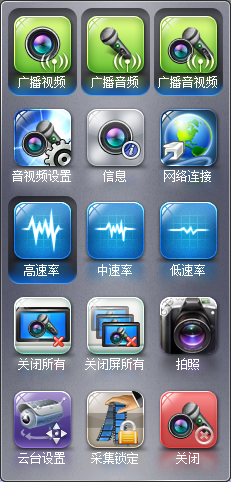 广播视频 广播音频 广播音视频
音视频设置 信息 网络连接
高速率 中速率 低速率
关闭所有 关闭屏所有 拍照
云台设置 采集锁定 关闭